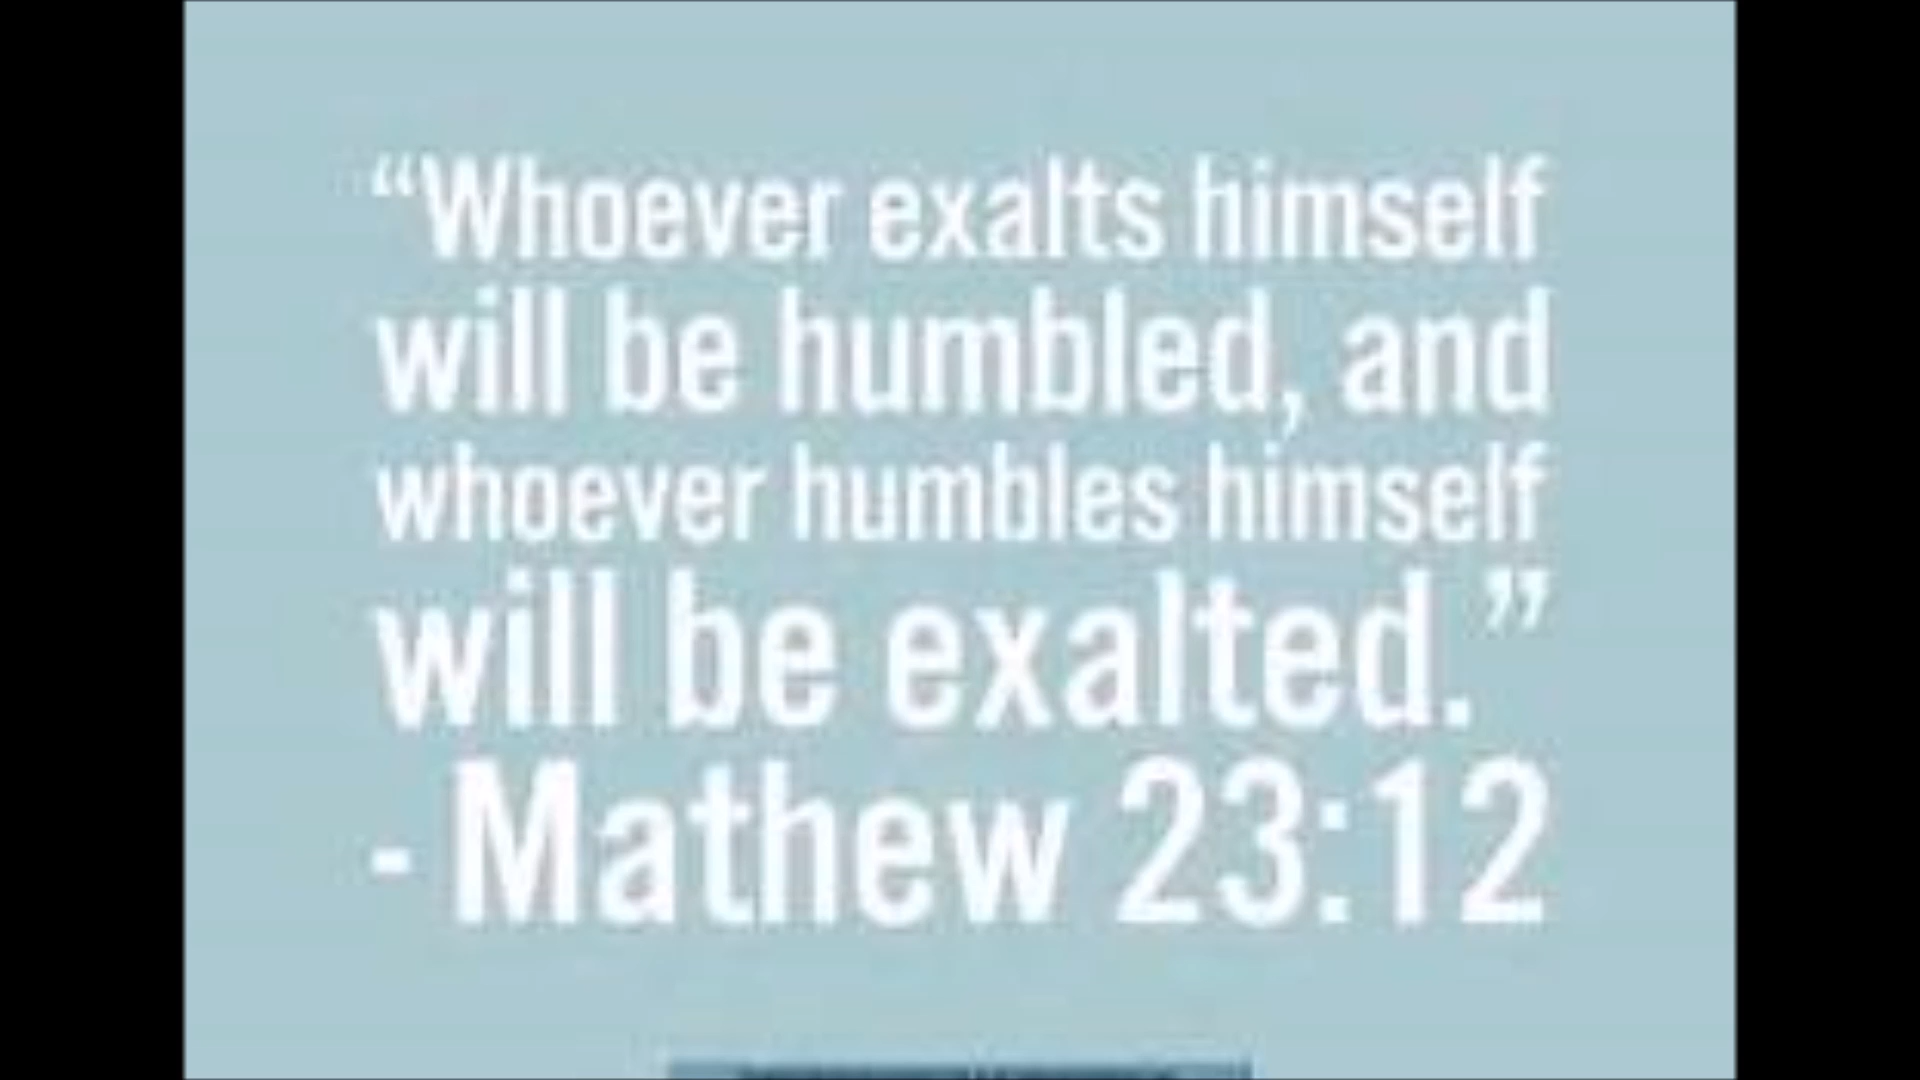 “Whoever exalts himself
will be humbled, and
whoever humbles himself
will be exalted.”
- Mathew 23:12